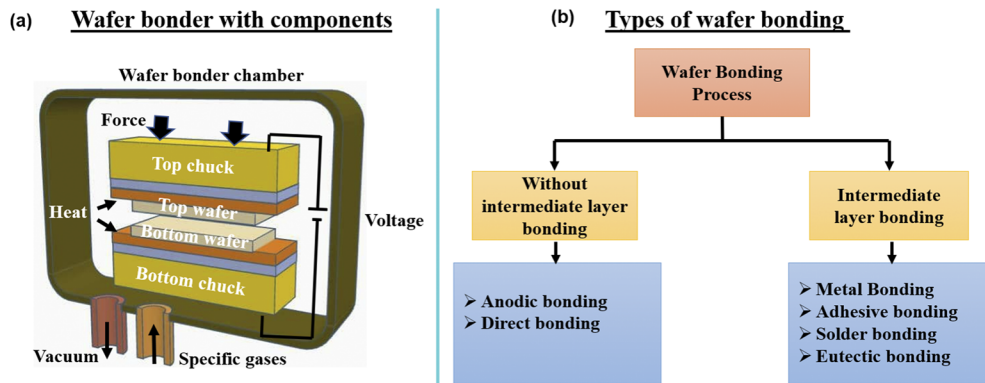 (a) Wafer bonder with components
Wafer bonder chamber
Force
Top chuck
Top wafer
Heat
Voltage
Bottom wafer
Bottom chuck
Vacuum
Specific gases
(b) Types of wafer bonding
Wafer Bonding
Process
Without
intermediate layer
bonding
Intermediate
layer bonding
➢ Anodic bonding
➢ Direct bonding
➢ Metal Bonding
➢ Adhesive bonding
➢ Solder bonding
➢ Eutectic bonding